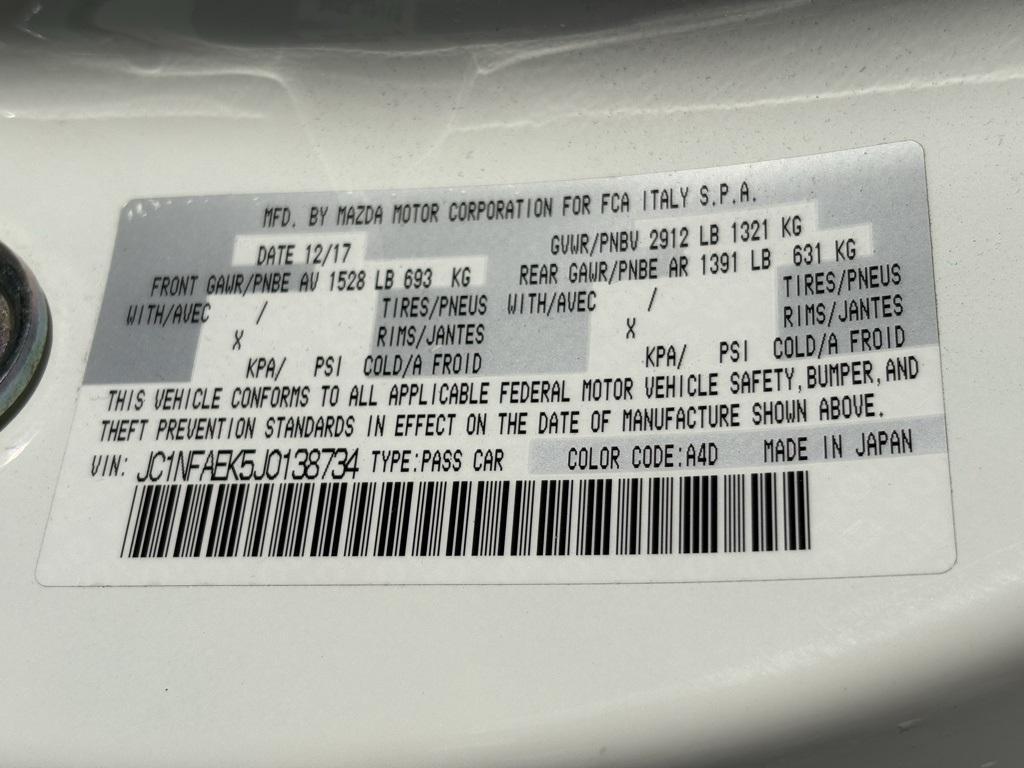 MFD. BY MAZDA MOTOR CORPORATION FOR FCA ITALY S.P.A.
DATE 12/17 GVWR/PNBV 2912 LB 1321 KG
FRONT GAWR/PNBE AV 1528 LB 693 KG REAR GAWR/PNBE AR 1391 LB 631 KG
WITH/AVEC / TIRES/PNEUS WITH/AVEC / TIRES/PNEUS
X RIMS/JANTES X RIMS/JANTES
KPA/ PSI COLD/A FROID KPA/ PSI COLD/A FROID
THIS VEHICLE CONFORMS TO ALL APPLICABLE FEDERAL MOTOR VEHICLE SAFETY, BUMPER, AND
THEFT PREVENTION STANDARDS IN EFFECT ON THE DATE OF MANUFACTURE SHOWN ABOVE.
VIN: JC1NFAEK5J0138734 TYPE:PASS CAR COLOR CODE:A4D MADE IN JAPAN